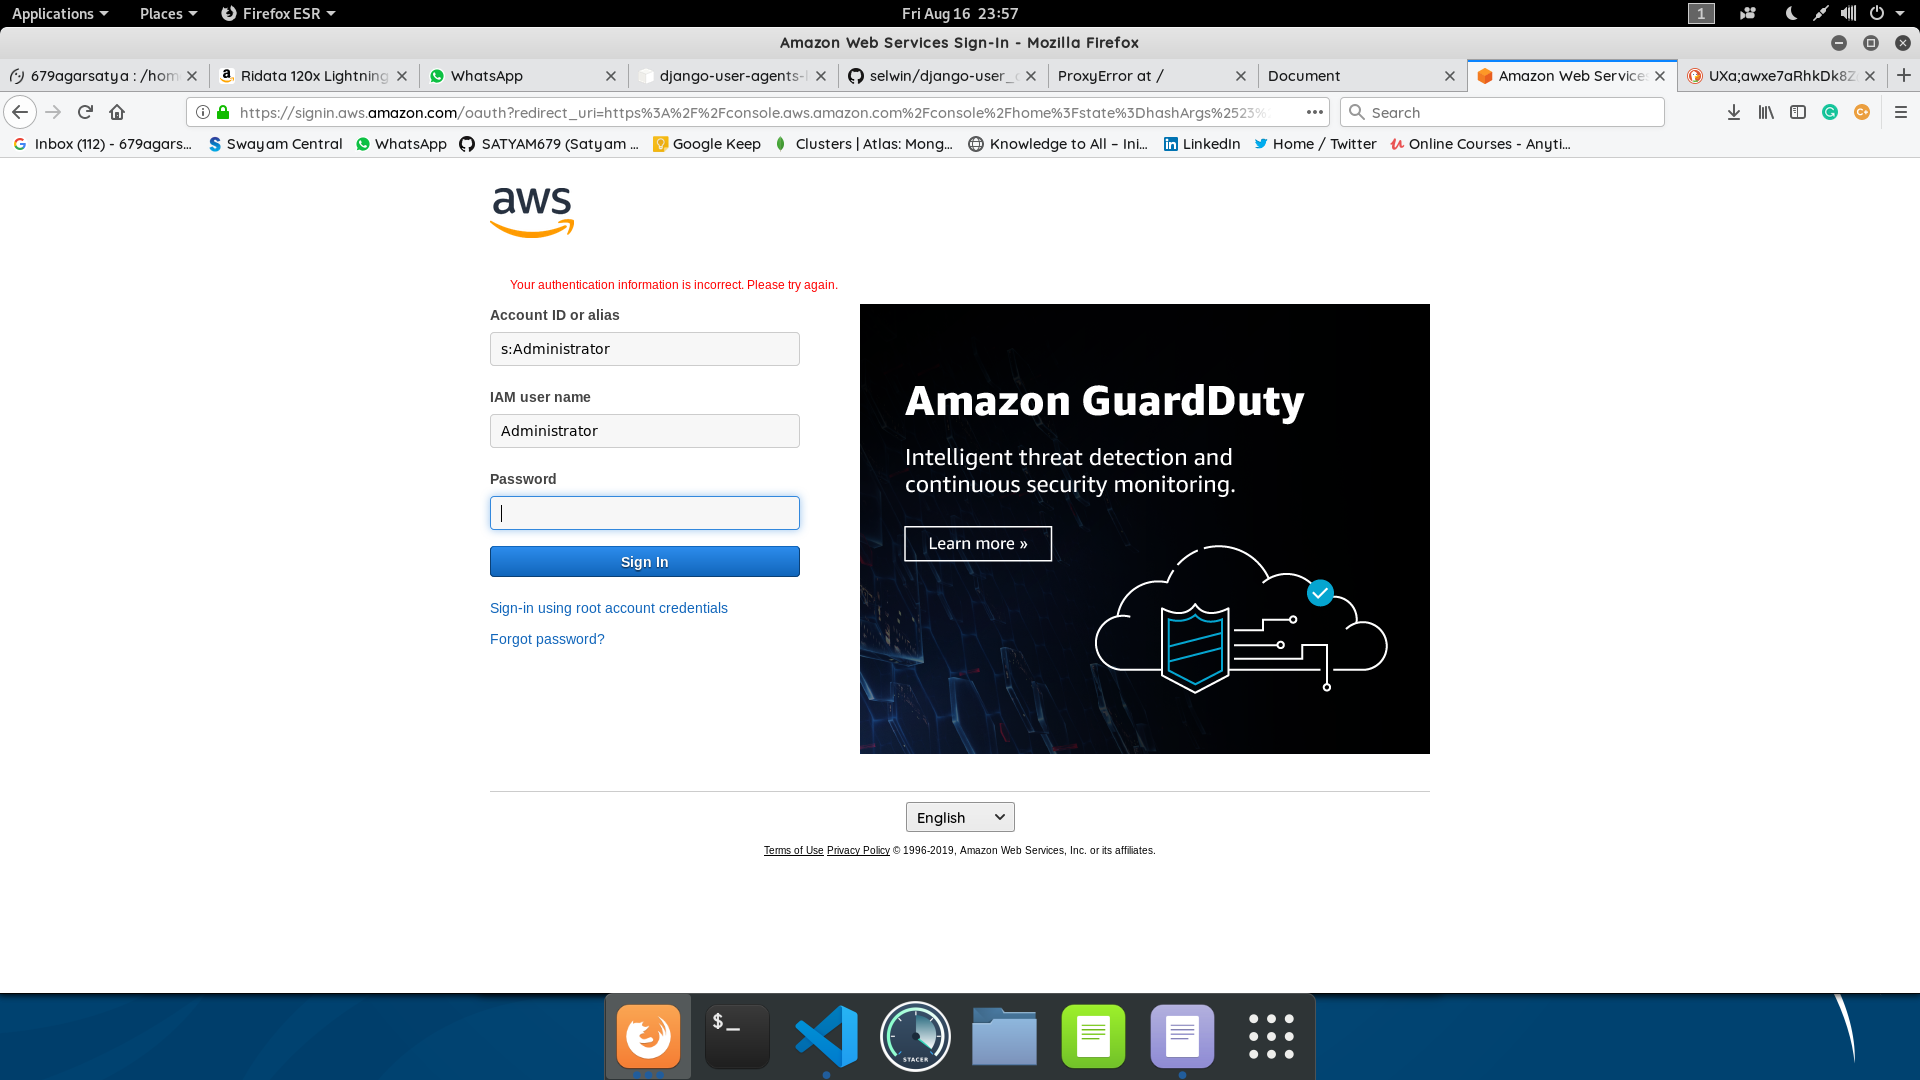 Applications Places Firefox ESR Fri Aug 16 23:57 1
Amazon Web Services Sign-In - Mozilla Firefox
679agarsatya : /hom Ridata 120x Lightning WhatsApp django-user-agents- selwin/django-user_ ProxyError at / Document Amazon Web Services UXa;awxe7aRhkDk8Z
https://signin.aws.amazon.com/oauth?redirect_uri=https%3A%2F%2Fconsole.aws.amazon.com%2Fconsole%2Fhome%3Fstate%3DhashArgs%2523% Search
Inbox (112) - 679agars... Swayam Central WhatsApp SATYAM679 (Satyam ... Google Keep Clusters | Atlas: Mong... Knowledge to All – Ini... LinkedIn Home / Twitter Online Courses - Anyti...
aws
Your authentication information is incorrect. Please try again.
Account ID or alias
s:Administrator
IAM user name
Administrator
Password
Sign In
Sign-in using root account credentials
Forgot password?
Amazon GuardDuty
Intelligent threat detection and
continuous security monitoring.
Learn more »
English
Terms of Use Privacy Policy © 1996-2019, Amazon Web Services, Inc. or its affiliates.
$_
STACER